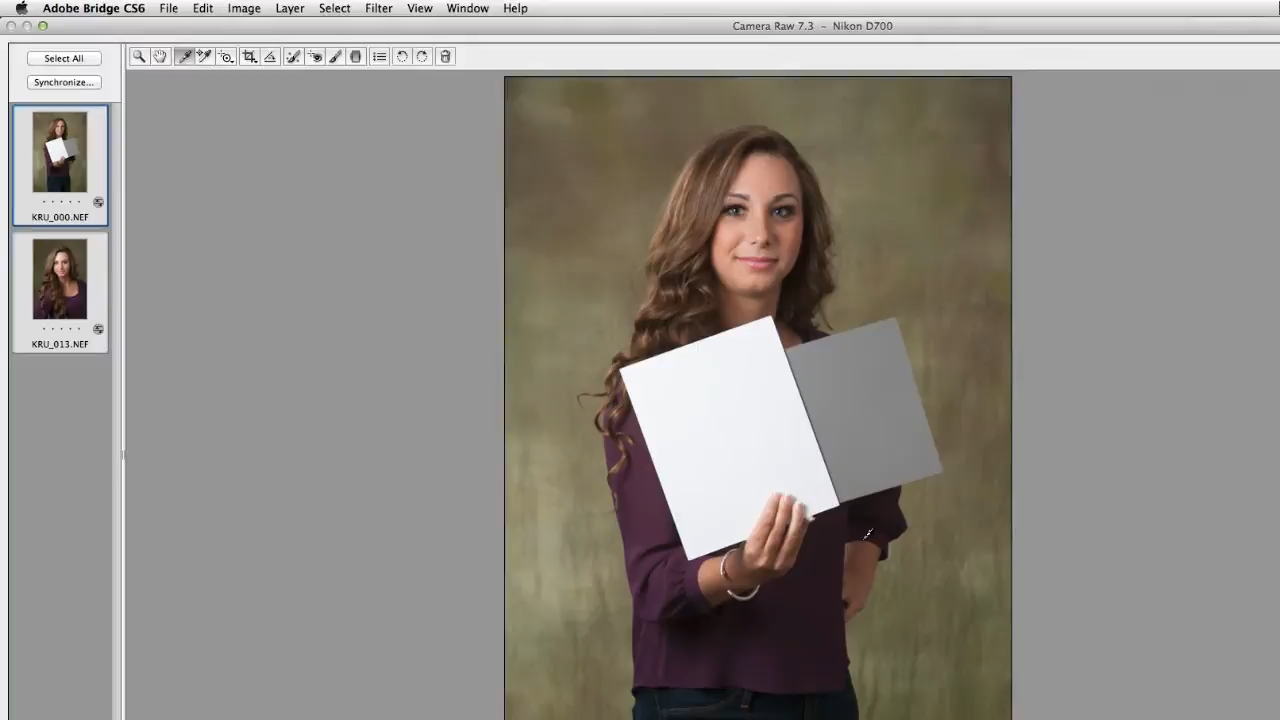 Adobe Bridge CS6 File Edit Image Layer Select Filter View Window Help
Camera Raw 7.3 - Nikon D700
Select All
Synchronize...
KRU_000.NEF
KRU_013.NEF